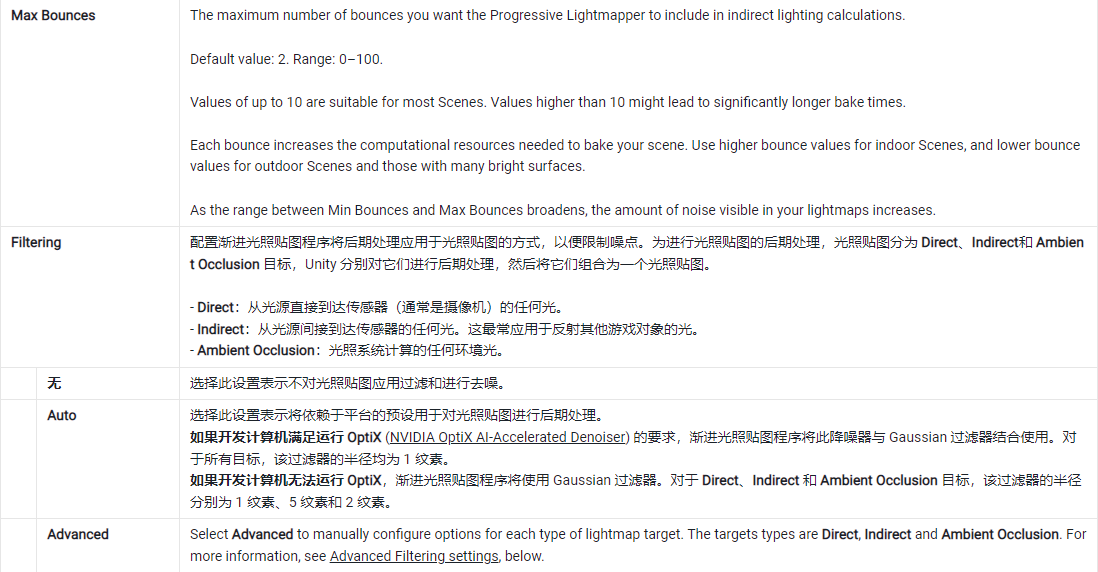 Max Bounces
The maximum number of bounces you want the Progressive Lightmapper to include in indirect lighting calculations.
Default value: 2. Range: 0–100.
Values of up to 10 are suitable for most Scenes. Values higher than 10 might lead to significantly longer bake times.
Each bounce increases the computational resources needed to bake your scene. Use higher bounce values for indoor Scenes, and lower bounce
values for outdoor Scenes and those with many bright surfaces.
As the range between Min Bounces and Max Bounces broadens, the amount of noise visible in your lightmaps increases.
Filtering
配置渐进光照贴图程序将后期处理应用于光照贴图的方式，以便限制噪点。为进行光照贴图的后期处理，光照贴图分为 Direct、Indirect和 Ambien
t Occlusion 目标，Unity 分别对它们进行后期处理，然后将它们组合为一个光照贴图。
- Direct：从光源直接到达传感器（通常是摄像机）的任何光。
- Indirect：从光源间接到达传感器的任何光。这最常应用于反射其他游戏对象的光。
- Ambient Occlusion：光照系统计算的任何环境光。
无
选择此设置表示不对光照贴图应用过滤和进行去噪。
Auto
选择此设置表示将依赖于平台的预设用于对光照贴图进行后期处理。
如果开发计算机满足运行 OptiX (NVIDIA OptiX AI-Accelerated Denoiser) 的要求，渐进光照贴图程序将此降噪器与 Gaussian 过滤器结合使用。对
于所有目标，该过滤器的半径均为 1 纹素。
如果开发计算机无法运行 OptiX，渐进光照贴图程序将使用 Gaussian 过滤器。对于 Direct、Indirect 和 Ambient Occlusion 目标，该过滤器的半径
分别为 1 纹素、5 纹素和 2 纹素。
Advanced
Select Advanced to manually configure options for each type of lightmap target. The targets types are Direct, Indirect and Ambient Occlusion. For
more information, see Advanced Filtering settings, below.